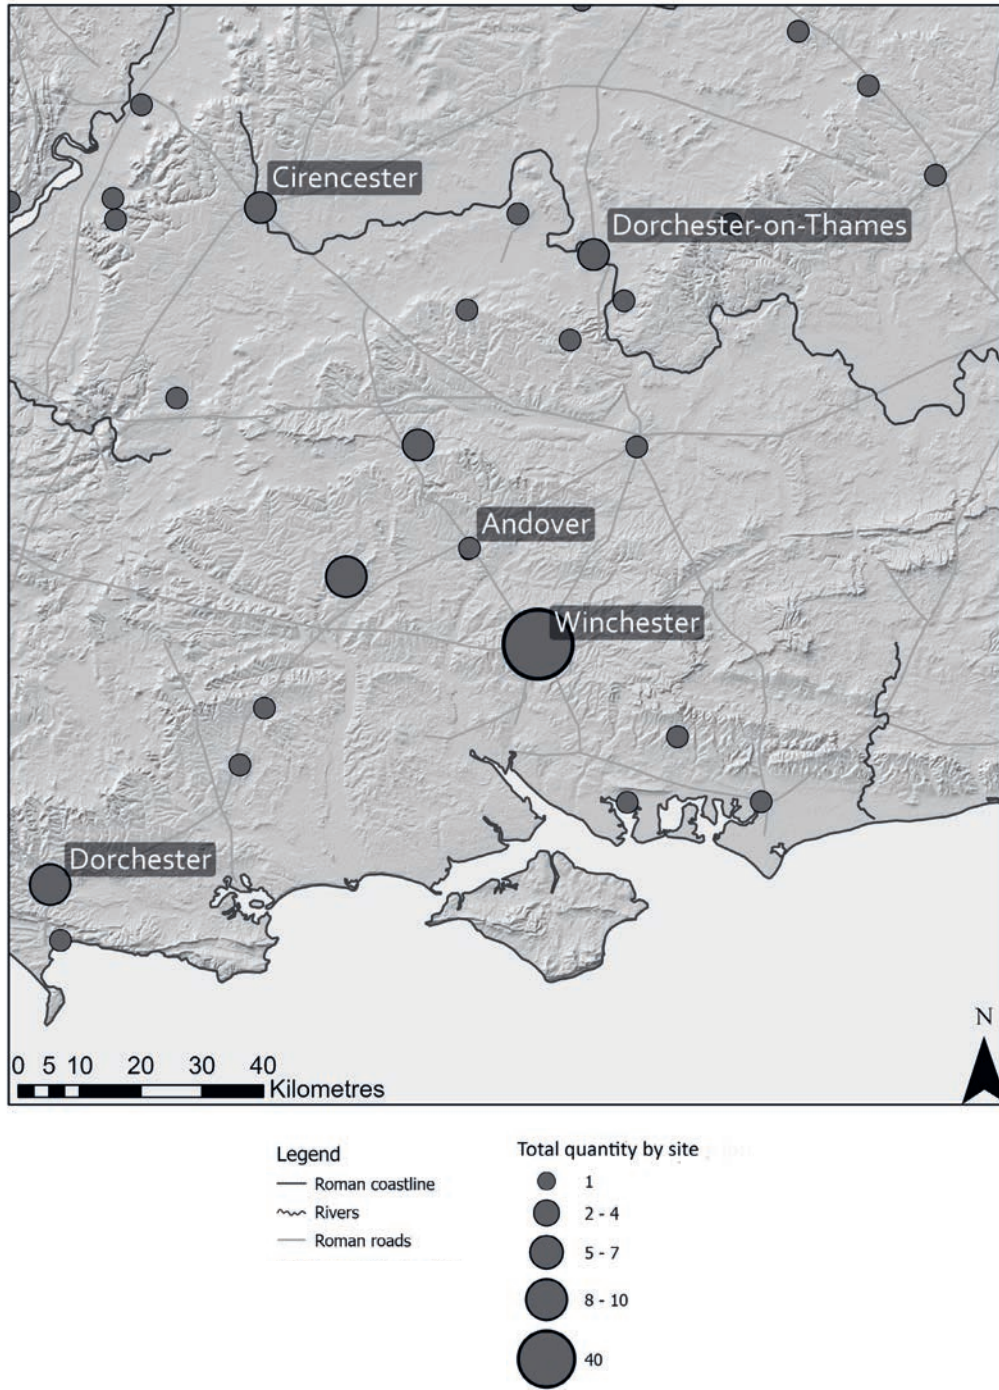 Cirencester
Dorchester-on-Thames
Andover
Winchester
Dorchester
N
0 5 10 20 30 40
Kilometres
Legend
Roman coastline
Rivers
Roman roads
Total quantity by site
1
2 - 4
5 - 7
8 - 10
40